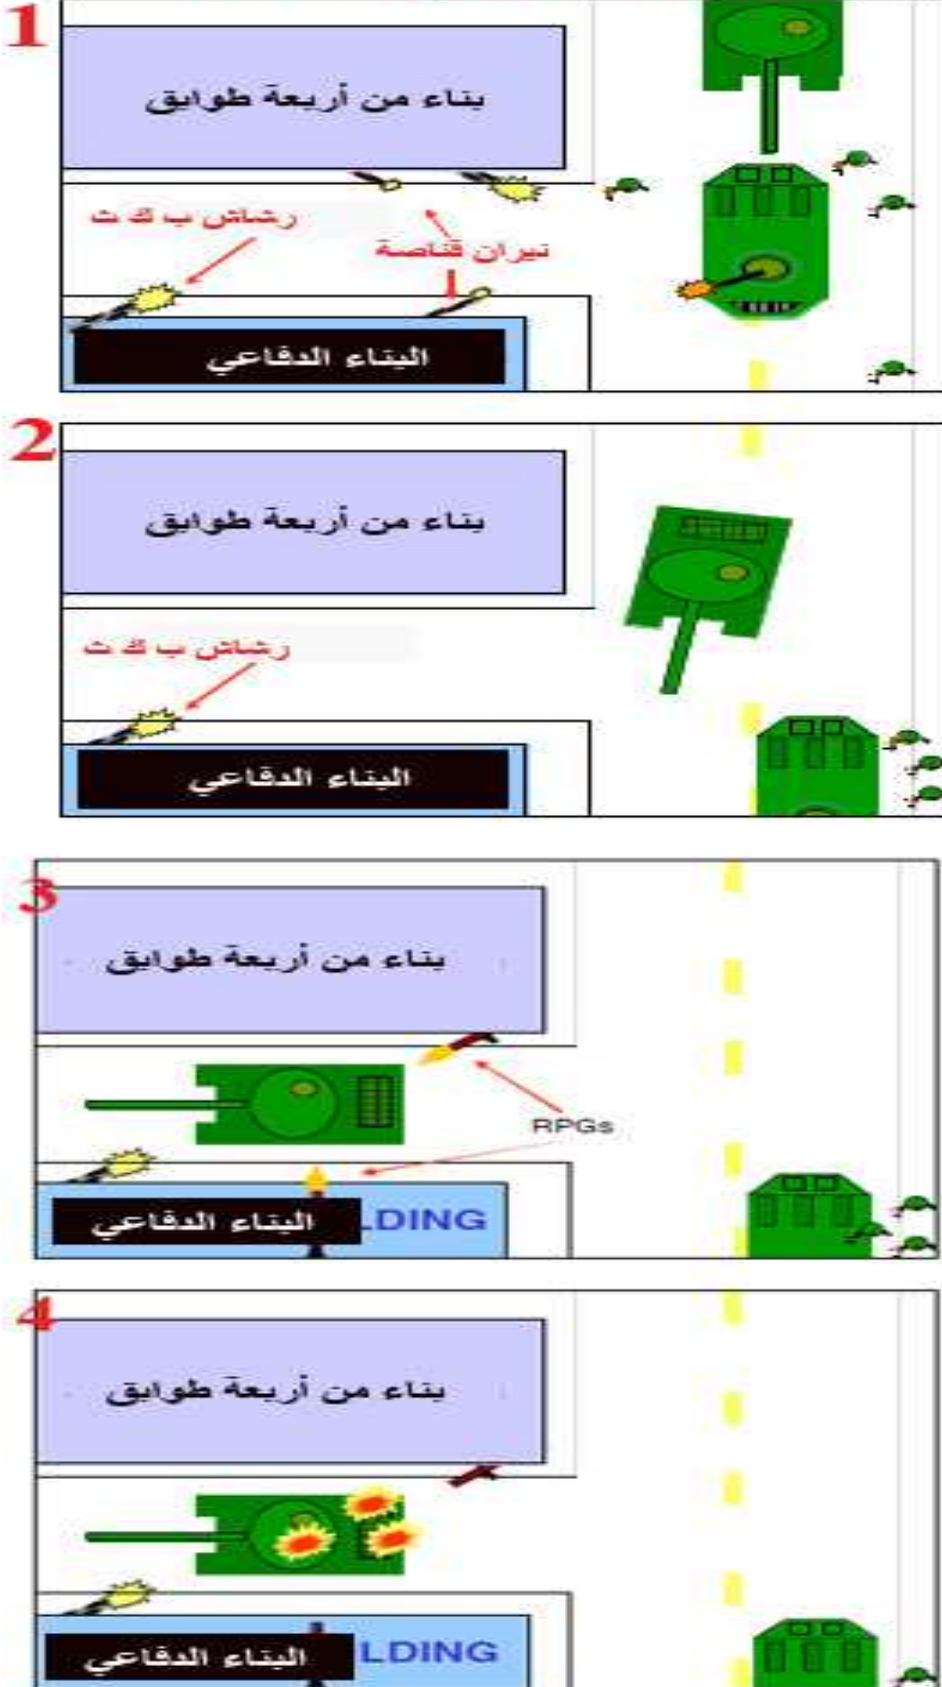 1
بناء من أربعة طوابق
رشاش ب ك ث
نيران قناصة
البناء الدفاعي
2
بناء من أربعة طوابق
رشاش ب ك ث
البناء الدفاعي
3
بناء من أربعة طوابق
RPGs
البناء الدفاعي LDING
4
بناء من أربعة طوابق
البناء الدفاعي LDING